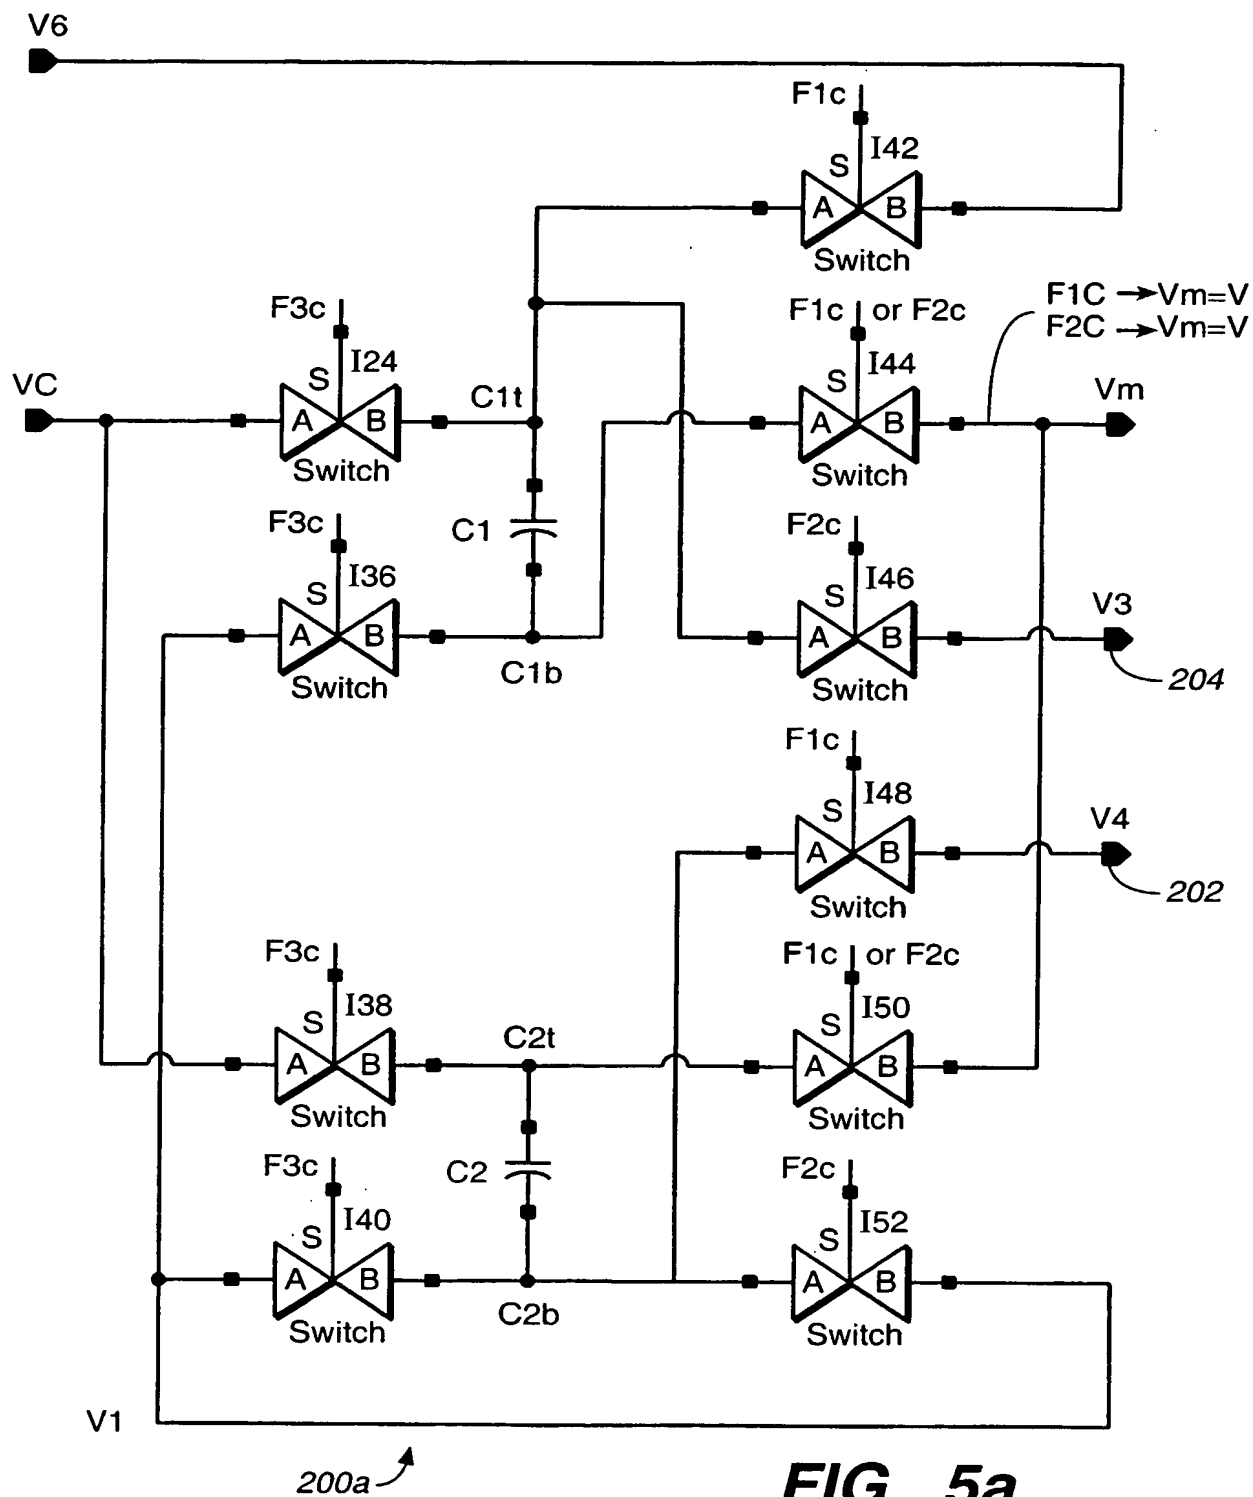 V6
F1c
I42
S
A B
Switch
F3c
I24
S
A B
Switch
VC
C1t
F1c or F2c
I44
S
A B
Switch
F1C →Vm=V
F2C →Vm=V
Vm
F3c
I36
S
A B
Switch
C1
C1b
F2c
I46
S
A B
Switch
V3
204
F1c
I48
S
A B
Switch
V4
202
F3c
I38
S
A B
Switch
C2t
F1c or F2c
I50
S
A B
Switch
F3c
I40
S
A B
Switch
C2
C2b
F2c
I52
S
A B
Switch
V1
200a
FIG._5a